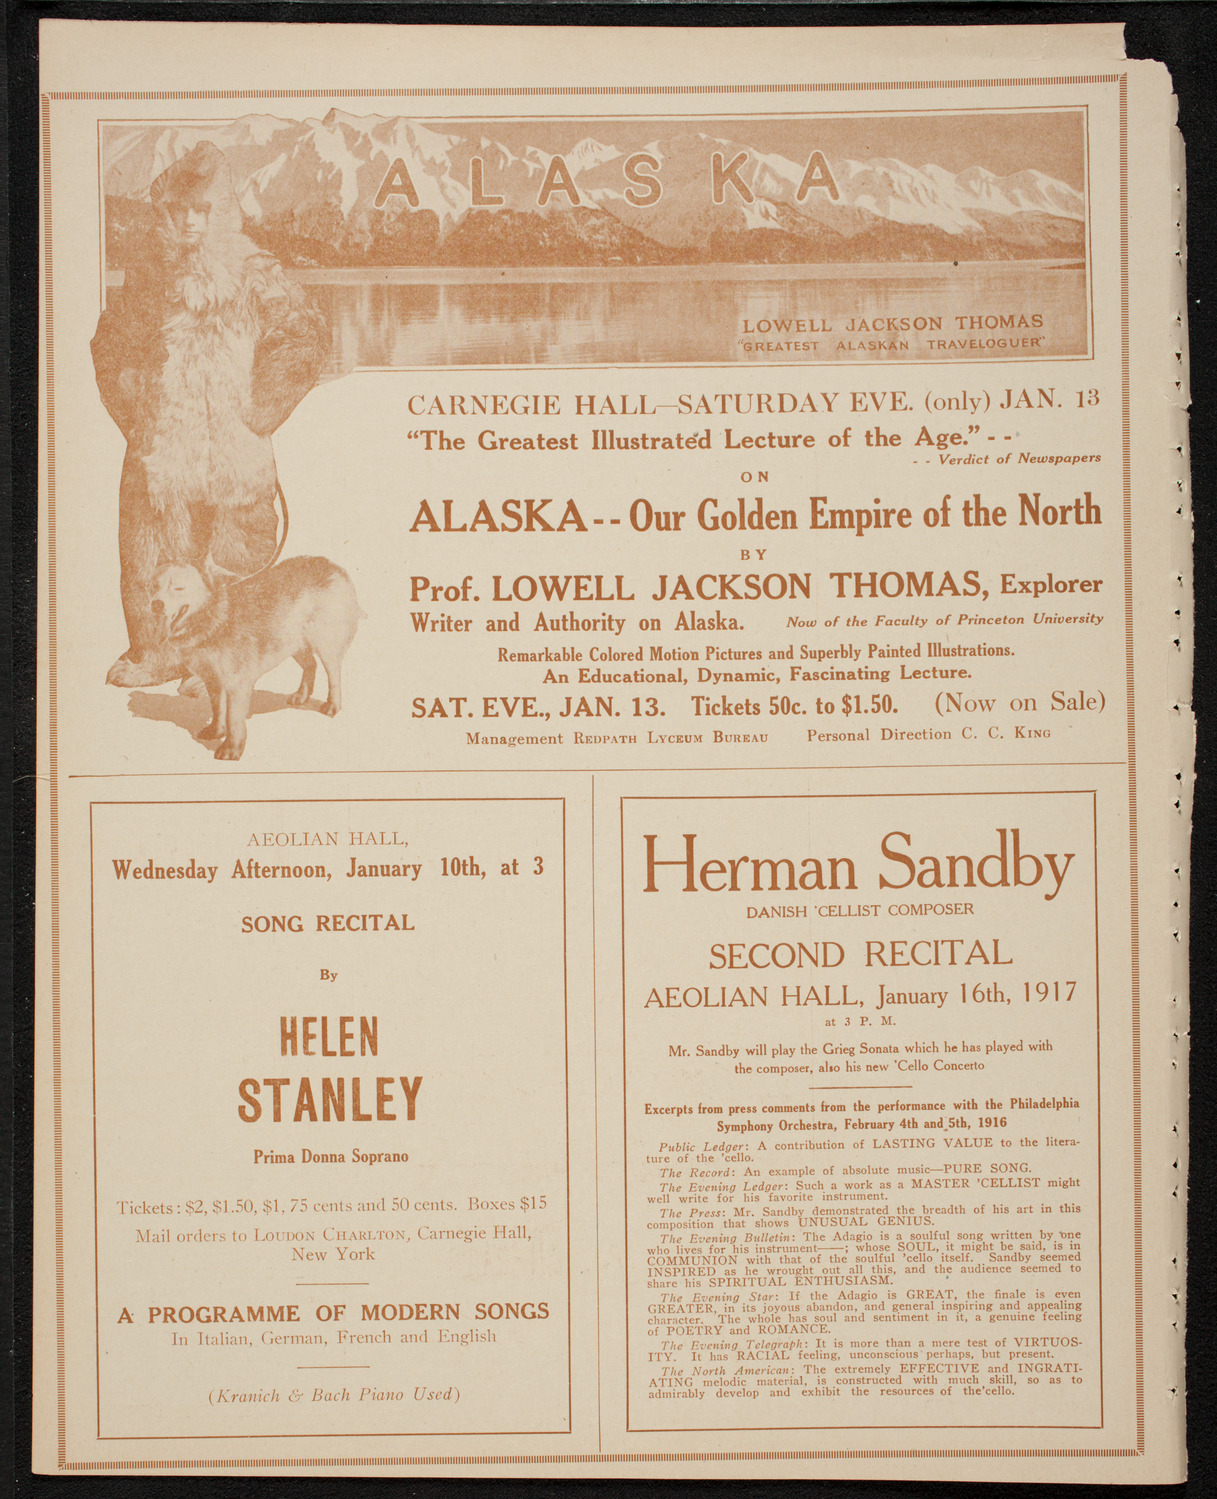 ALASKA
LOWELL JACKSON THOMAS
"GREATEST ALASKAN TRAVELOGUER"
CARNEGIE HALL—SATURDAY EVE. (only) JAN. 13
"The Greatest Illustrated Lecture of the Age." - -
- - Verdict of Newspapers
ON
ALASKA - - Our Golden Empire of the North
BY
Prof. LOWELL JACKSON THOMAS, Explorer
Writer and Authority on Alaska. Now of the Faculty of Princeton University
Remarkable Colored Motion Pictures and Superbly Painted Illustrations.
An Educational, Dynamic, Fascinating Lecture.
SAT. EVE., JAN. 13. Tickets 50c. to $1.50. (Now on Sale)
Management REDPATH LYCEUM BUREAU Personal Direction C. C. KING
AEOLIAN HALL,
Wednesday Afternoon, January 10th, at 3
SONG RECITAL
By
HELEN
STANLEY
Prima Donna Soprano
Tickets: $2, $1.50, $1, 75 cents and 50 cents. Boxes $15
Mail orders to LOUDON CHARLTON, Carnegie Hall,
New York
A PROGRAMME OF MODERN SONGS
In Italian, German, French and English
(Kranich & Bach Piano Used)
Herman Sandby
DANISH 'CELLIST COMPOSER
SECOND RECITAL
AEOLIAN HALL, January 16th, 1917
at 3 P. M.
Mr. Sandby will play the Grieg Sonata which he has played with
the composer, also his new 'Cello Concerto
Excerpts from press comments from the performance with the Philadelphia
Symphony Orchestra, February 4th and 5th, 1916
Public Ledger: A contribution of LASTING VALUE to the litera-
ture of the 'cello.
The Record: An example of absolute music—PURE SONG.
The Evening Ledger: Such a work as a MASTER 'CELLIST might
well write for his favorite instrument.
The Press: Mr. Sandby demonstrated the breadth of his art in this
composition that shows UNUSUAL GENIUS.
The Evening Bulletin: The Adagio is a soulful song written by one
who lives for his instrument——; whose SOUL, it might be said, is in
COMMUNION with that of the soulful 'cello itself. Sandby seemed
INSPIRED as he wrought out all this, and the audience seemed to
share his SPIRITUAL ENTHUSIASM.
The Evening Star: If the Adagio is GREAT, the finale is even
GREATER, in its joyous abandon, and general inspiring and appealing
character. The whole has soul and sentiment in it, a genuine feeling
of POETRY and ROMANCE.
The Evening Telegraph: It is more than a mere test of VIRTUOS-
ITY. It has RACIAL feeling, unconscious perhaps, but present.
The North American: The extremely EFFECTIVE and INGRATI-
ATING melodic material, is constructed with much skill, so as to
admirably develop and exhibit the resources of the'cello.